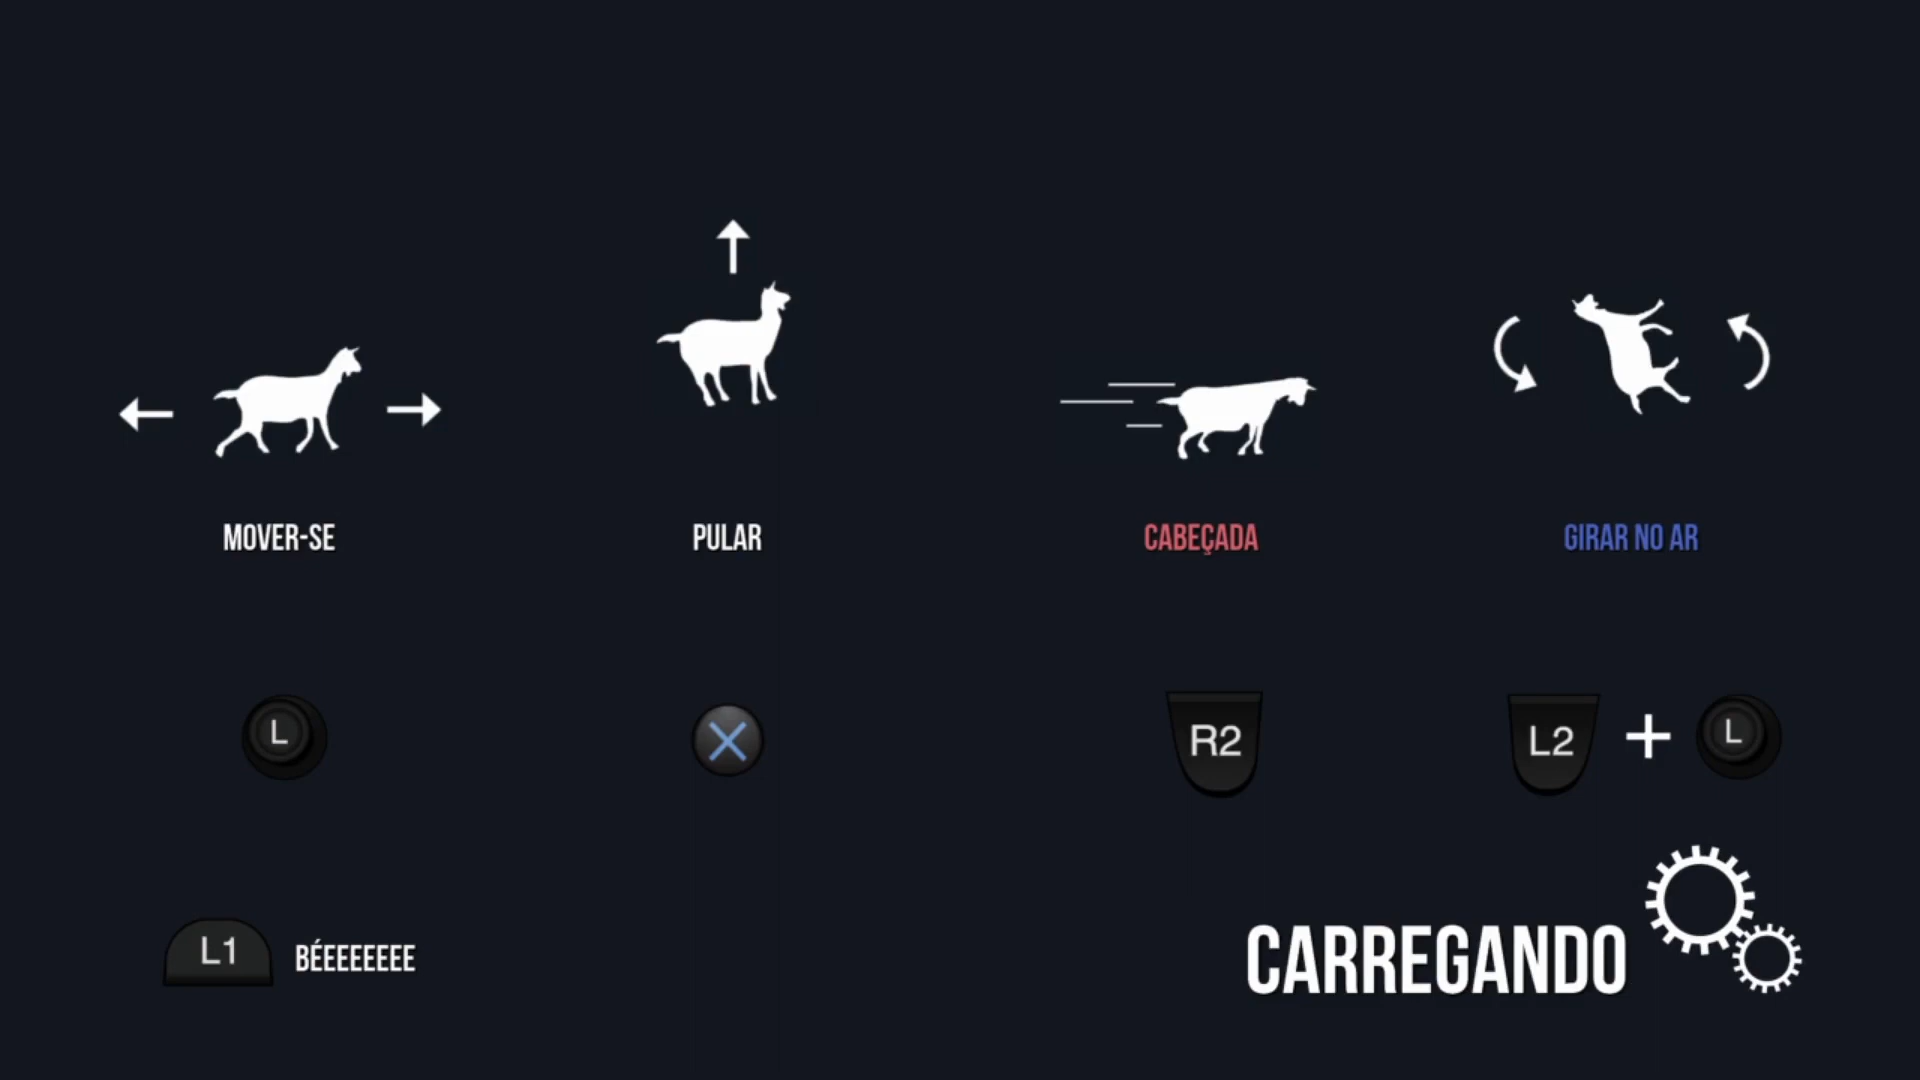 MOVER-SE
PULAR
CABEÇADA
GIRAR NO AR
L
R2
L2 + L
L1 BÉEEEEEEE
CARREGANDO